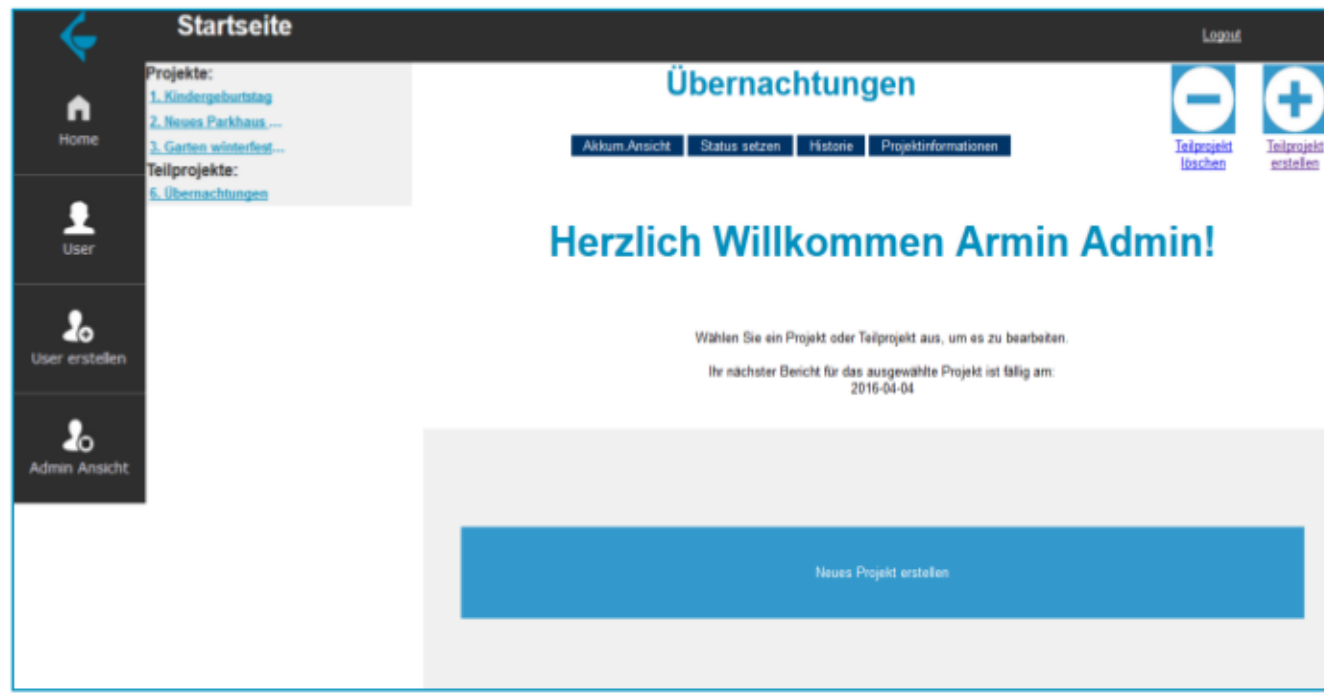 Startseite
Logout
Home
User
User erstellen
Admin Ansicht
Projekte:
1. Kindergeburtstag
2. Neues Parkhaus ...
3. Garten winterfest...
Teilprojekte:
6. Übernachtungen
Übernachtungen
Akkum.Ansicht Status setzen Historie Projektinformationen
Teilprojekt
löschen
Teilprojekt
erstellen
Herzlich Willkommen Armin Admin!
Wählen Sie ein Projekt oder Teilprojekt aus, um es zu bearbeiten.
Ihr nächster Bericht für das ausgewählte Projekt ist fällig am:
2016-04-04
Neues Projekt erstellen